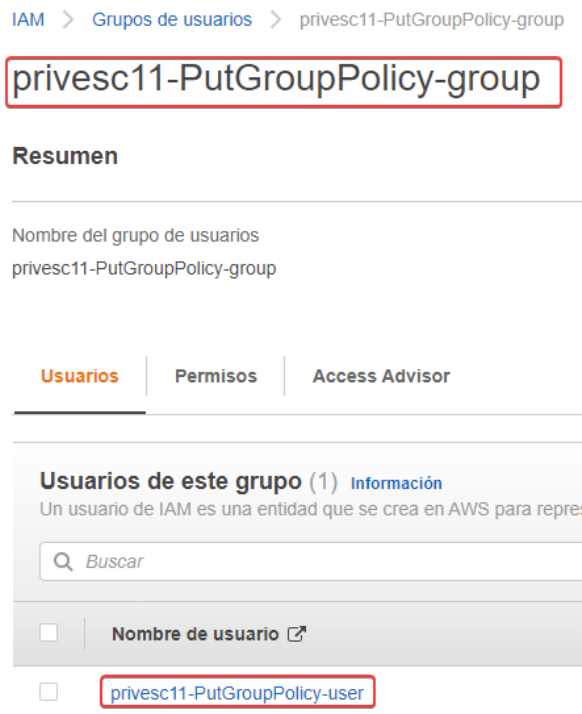 IAM > Grupos de usuarios > privesc11-PutGroupPolicy-group
privesc11-PutGroupPolicy-group
Resumen
Nombre del grupo de usuarios
privesc11-PutGroupPolicy-group
Usuarios Permisos Access Advisor
Usuarios de este grupo (1) Información
Un usuario de IAM es una entidad que se crea en AWS para
Buscar
Nombre de usuario
privesc11-PutGroupPolicy-user